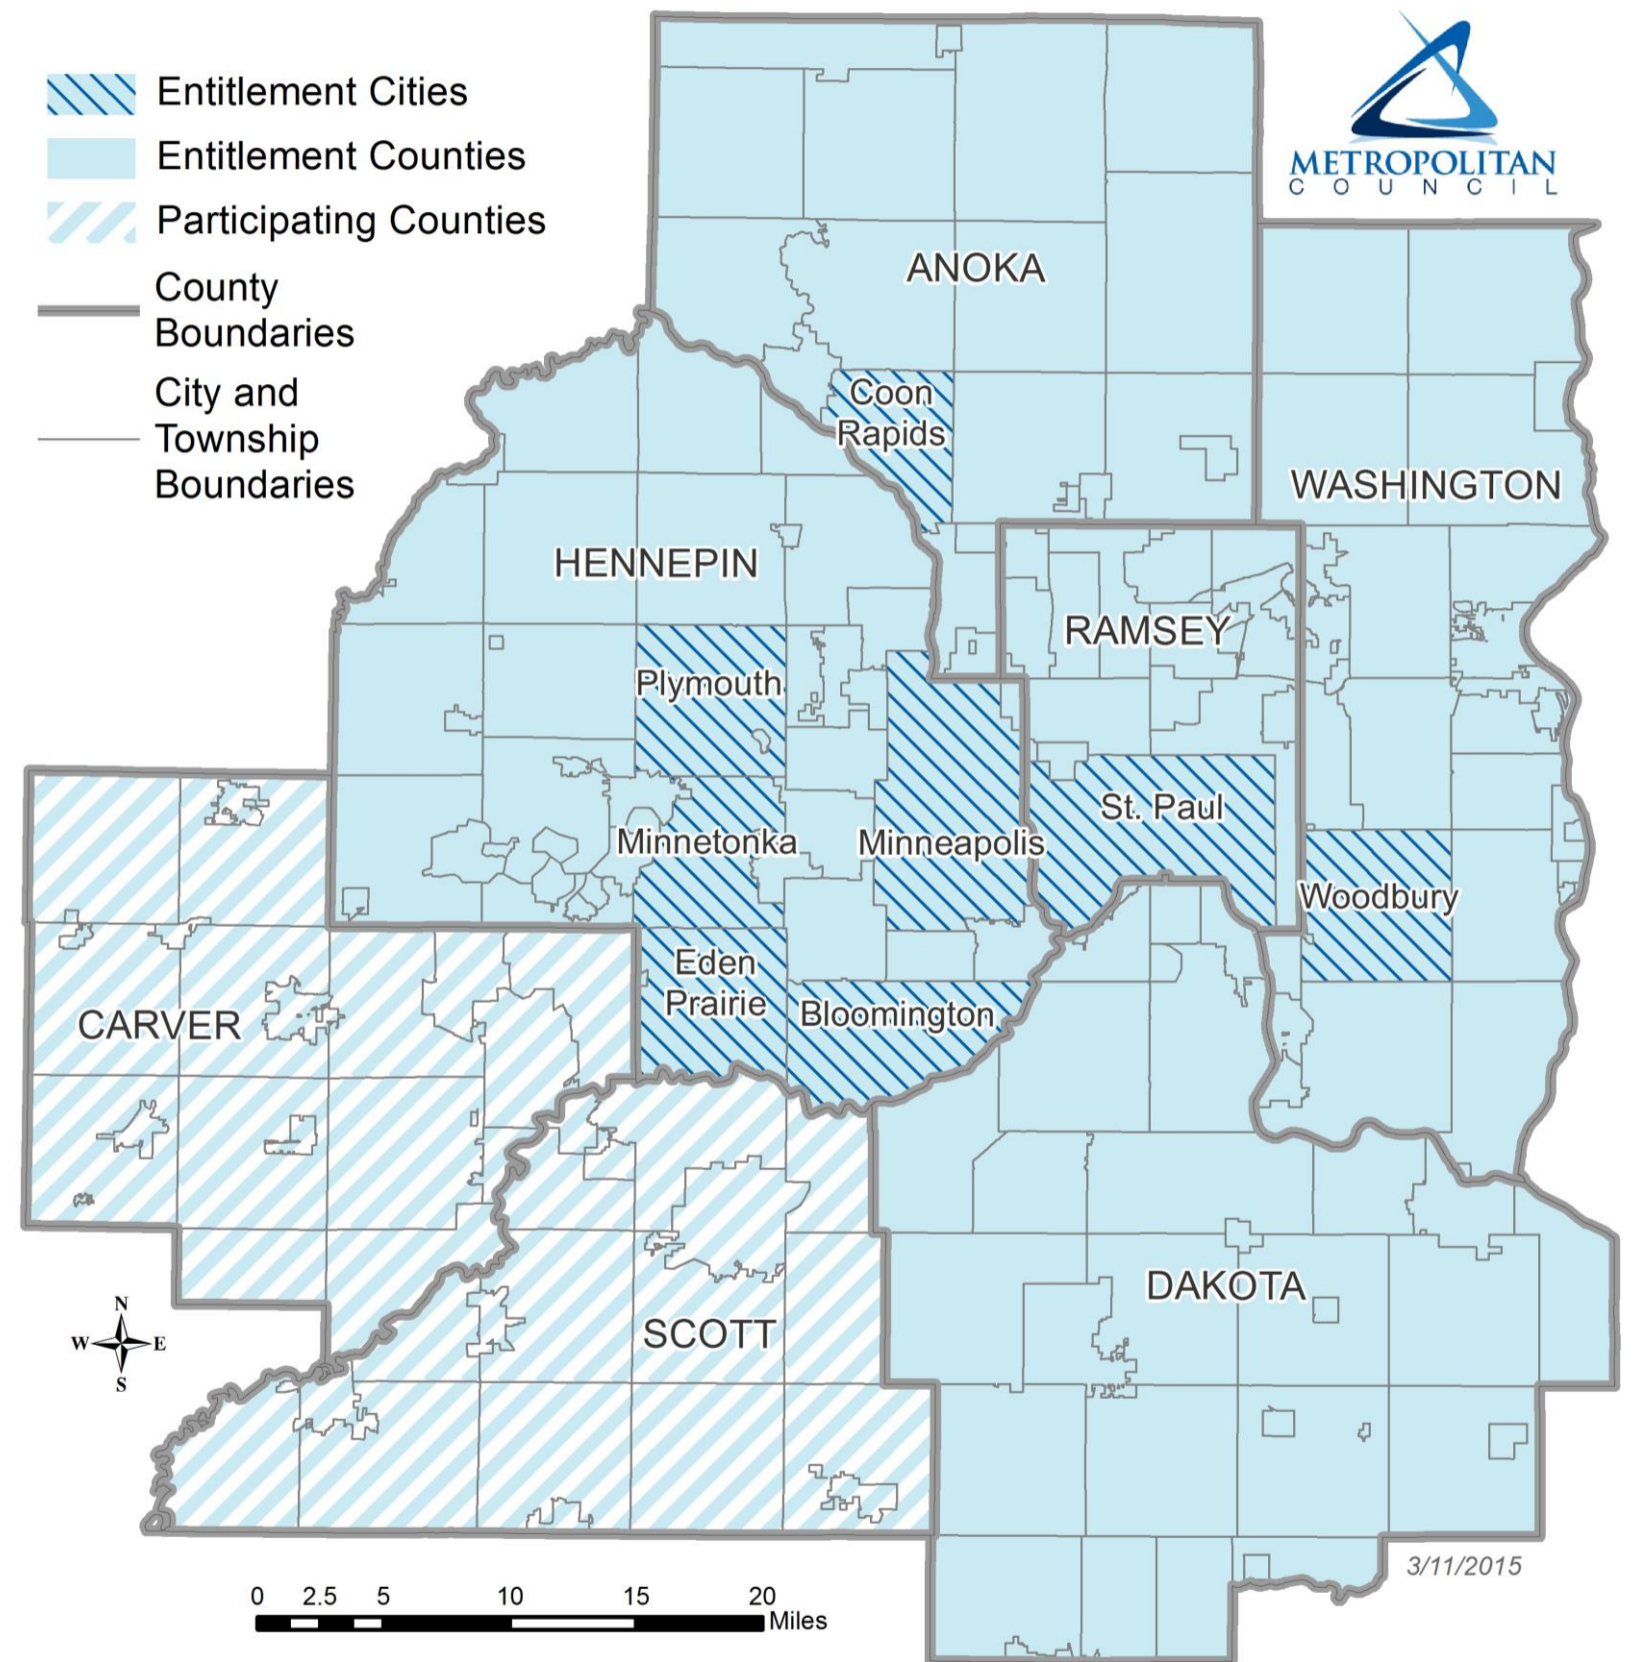 Entitlement Cities
Entitlement Counties
Participating Counties
County
Boundaries
City and
Township
Boundaries
METROPOLITAN
COUNCIL
ANOKA
Coon
Rapids
WASHINGTON
HENNEPIN
RAMSEY
Plymouth
St. Paul
Minnetonka
Minneapolis
Woodbury
Eden
Prairie
Bloomington
CARVER
DAKOTA
SCOTT
N
W E
S
3/11/2015
0 2.5 5 10 15 20
Miles